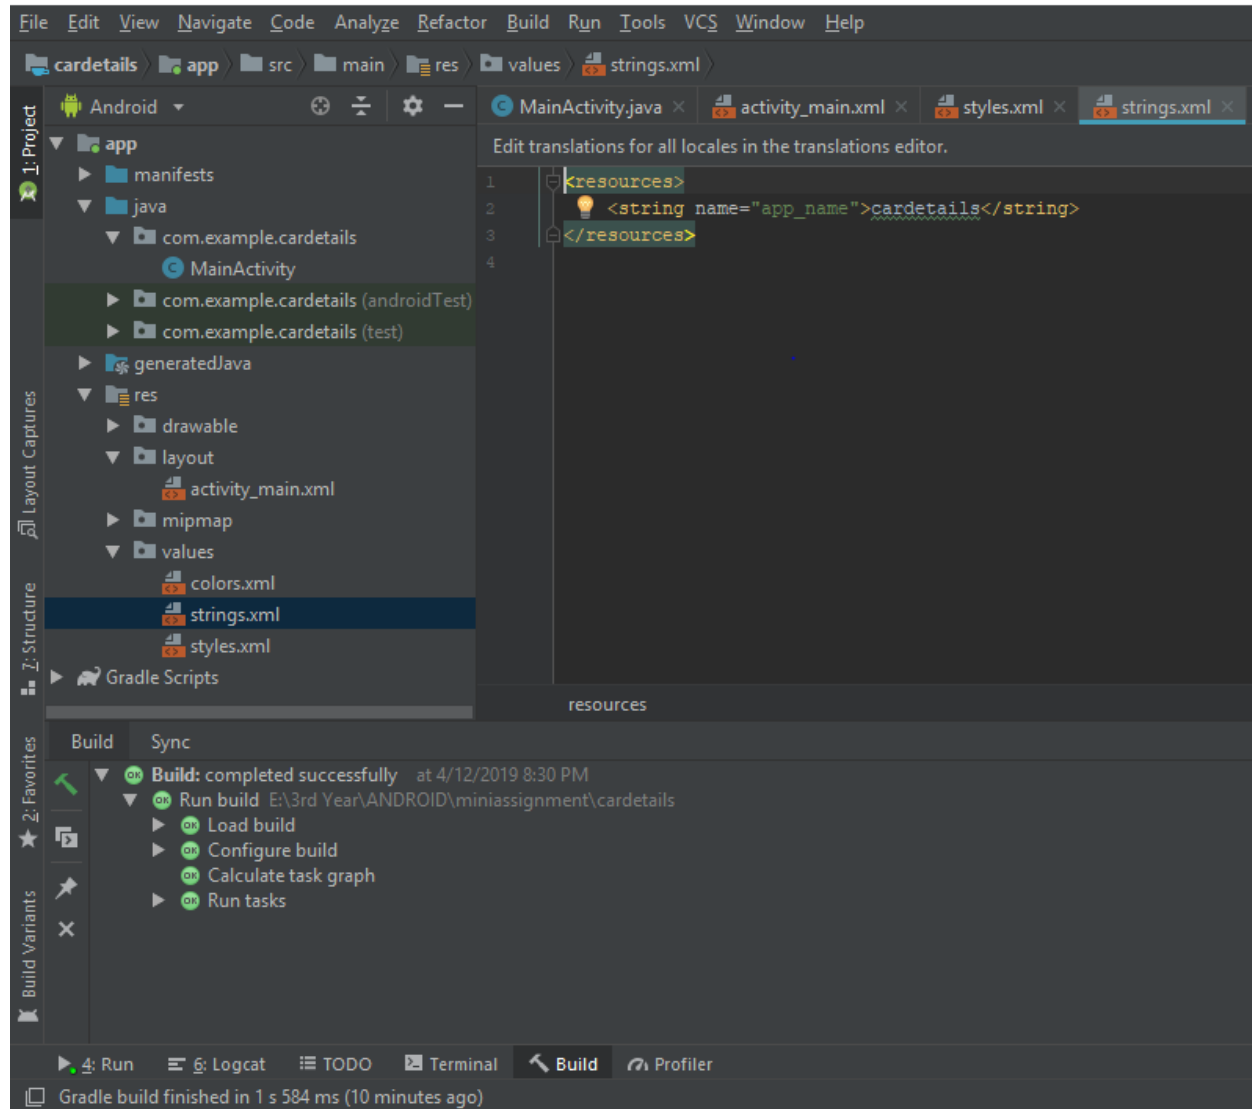 File Edit View Navigate Code Analyze Refactor Build Run Tools VCS Window Help
cardetails app src main res values strings.xml
1: Project
Layout Captures
7: Structure
2: Favorites
Build Variants
Android
app
manifests
java
com.example.cardetails
MainActivity
com.example.cardetails (androidTest)
com.example.cardetails (test)
generatedJava
res
drawable
layout
activity_main.xml
mipmap
values
colors.xml
strings.xml
styles.xml
Gradle Scripts
MainActivity.java activity_main.xml styles.xml strings.xml
Edit translations for all locales in the translations editor.
1 <resources>
2 <string name="app_name">cardetails</string>
3 </resources>
4
resources
Build Sync
Build: completed successfully at 4/12/2019 8:30 PM
Run build E:\3rd Year\ANDROID\miniassignment\cardetails
Load build
Configure build
Calculate task graph
Run tasks
4: Run 6: Logcat TODO Terminal Build Profiler
Gradle build finished in 1 s 584 ms (10 minutes ago)